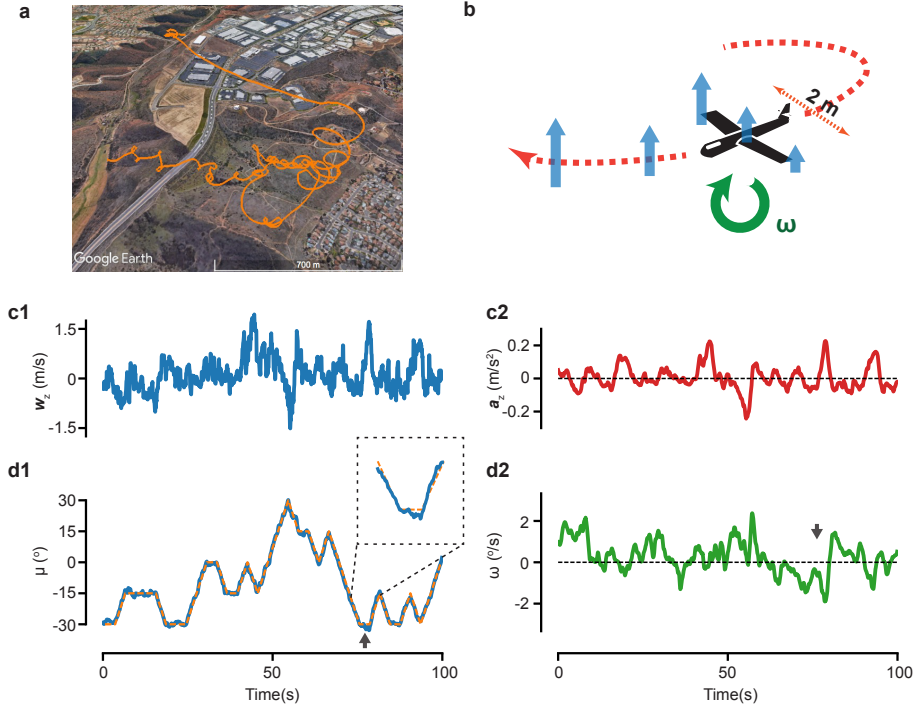 a
b
Google Earth
700 m
2 m
ω
c1
c2
1.5
0
-1.5
w_z (m/s)
0.2
0
-0.2
a_z (m/s²)
d1
d2
30
15
0
-15
-30
μ (°)
2
0
-2
ω (°/s)
0
50
100
Time(s)
0
50
100
Time(s)